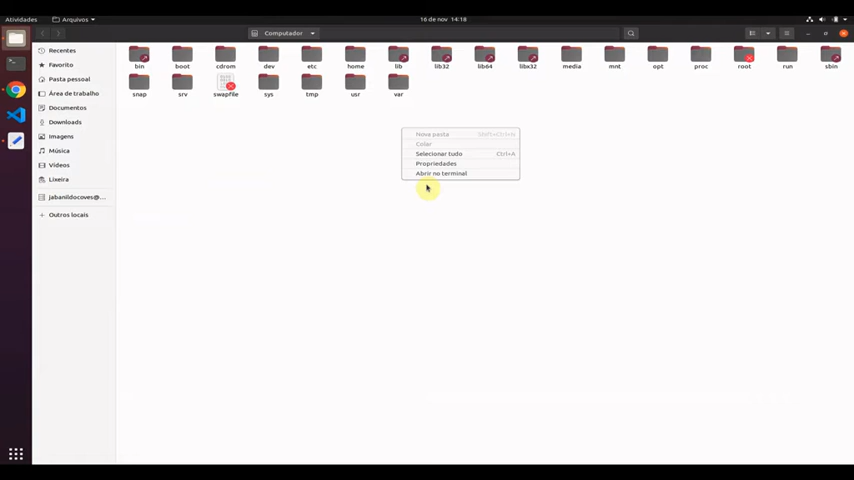 Atividades
Arquivos
16 de nov 14:18
Computador
Recentes
Favorito
Pasta pessoal
Área de trabalho
Documentos
Downloads
Imagens
Música
Vídeos
Lixeira
jabanildocoves@...
Outros locais
bin boot cdrom dev etc home lib lib32 lib64 libx32 media mnt opt proc root run sbin
snap srv swapfile sys tmp usr var
Nova pasta Shift+Ctrl+N
Colar
Selecionar tudo Ctrl+A
Propriedades
Abrir no terminal